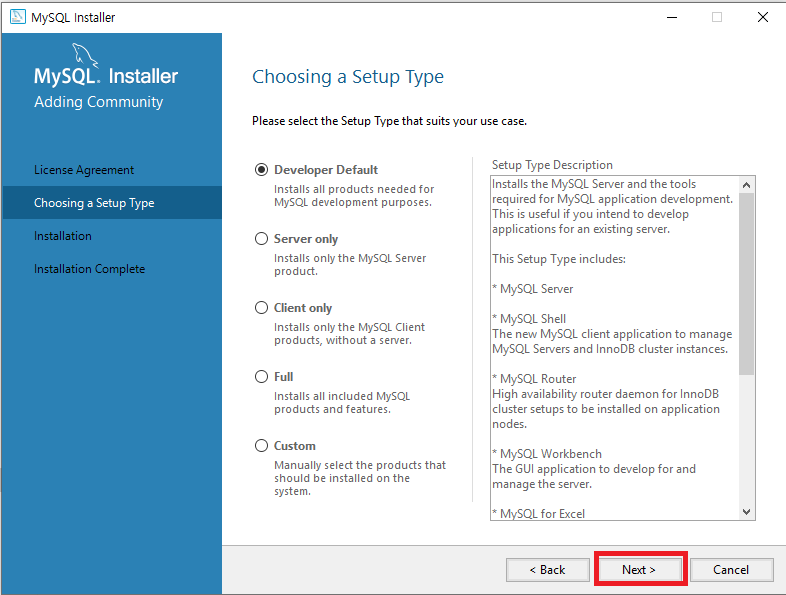 MySQL Installer
MySQL. Installer
Adding Community
License Agreement
Choosing a Setup Type
Installation
Installation Complete
Choosing a Setup Type
Please select the Setup Type that suits your use case.
Developer Default
Installs all products needed for
MySQL development purposes.
Server only
Installs only the MySQL Server
product.
Client only
Installs only the MySQL Client
products, without a server.
Full
Installs all included MySQL
products and features.
Custom
Manually select the products that
should be installed on the
system.
Setup Type Description
Installs the MySQL Server and the tools
required for MySQL application development.
This is useful if you intend to develop
applications for an existing server.
This Setup Type includes:
* MySQL Server
* MySQL Shell
The new MySQL client application to manage
MySQL Servers and InnoDB cluster instances.
* MySQL Router
High availability router daemon for InnoDB
cluster setups to be installed on application
nodes.
* MySQL Workbench
The GUI application to develop for and
manage the server.
* MySQL for Excel
< Back
Next >
Cancel